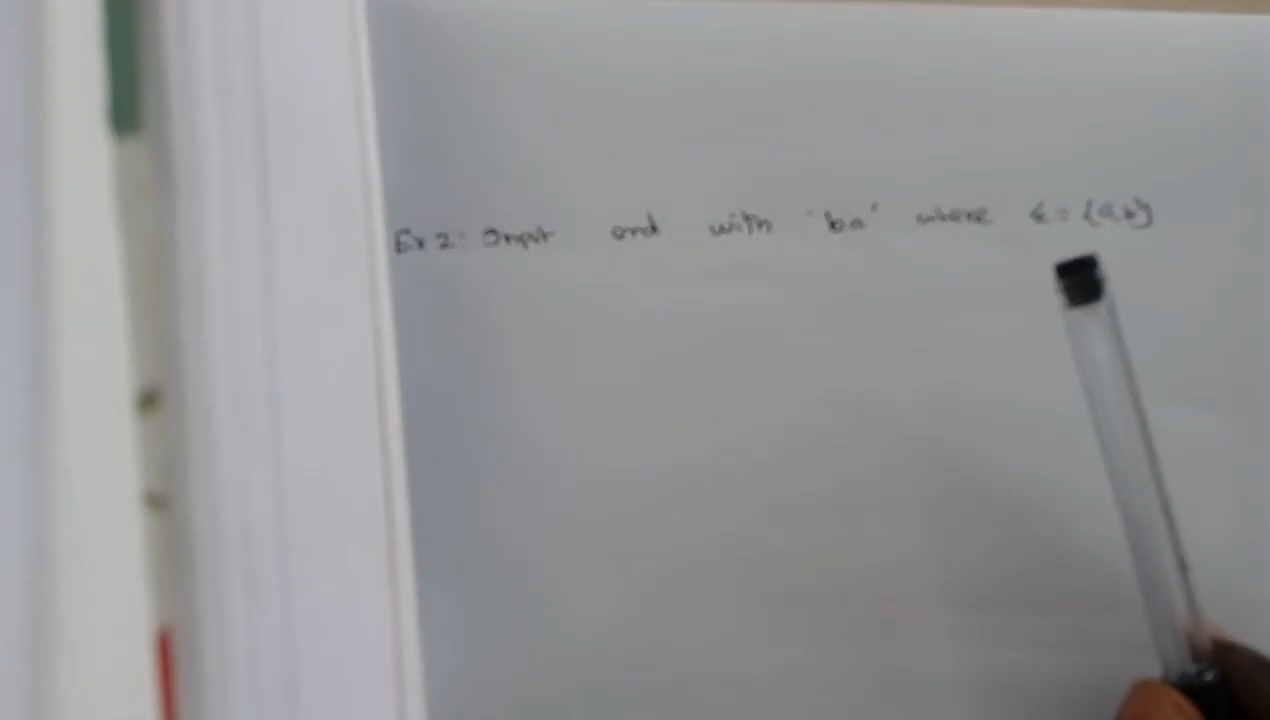 Ex 2: Input end with 'ba' where Σ = {a,b}